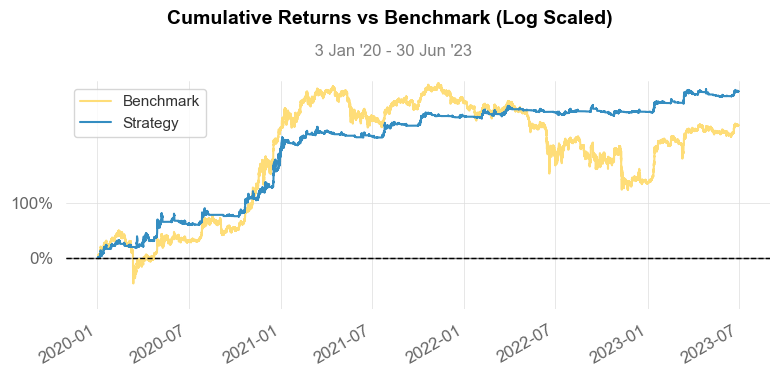 Cumulative Returns vs Benchmark (Log Scaled)
3 Jan '20 - 30 Jun '23
Benchmark
Strategy
100%
0%
2020-01
2020-07
2021-01
2021-07
2022-01
2022-07
2023-01
2023-07